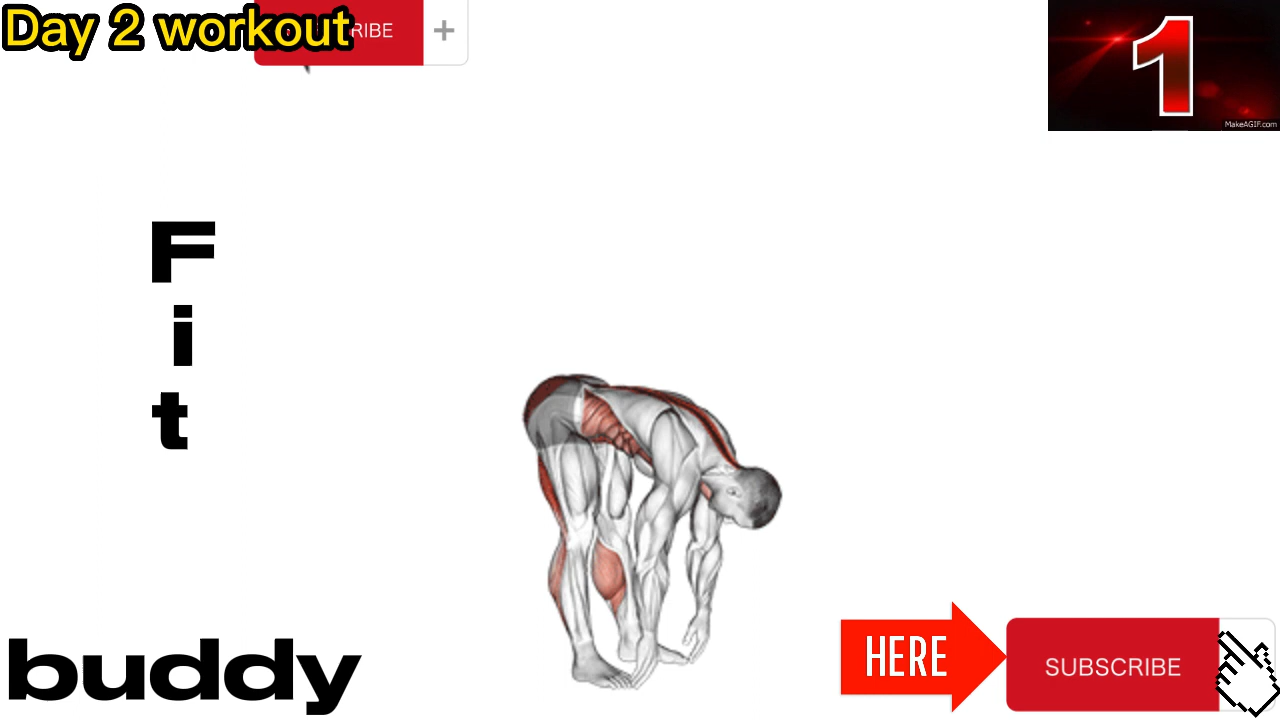 Day 2 workout
RIBE
+
1
MakeAGIF.com
F
i
t
buddy
HERE
SUBSCRIBE